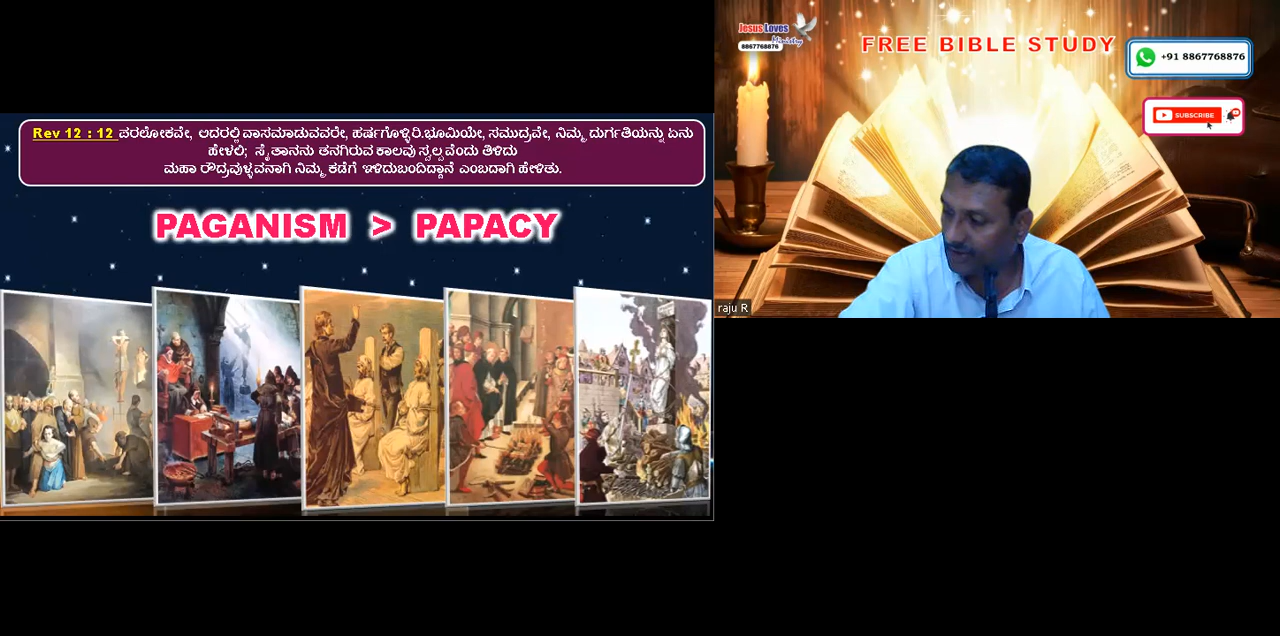 Rev 12 : 12 ಪರಲೋಕವೇ, ಅದರಲ್ಲಿ ವಾಸಮಾಡುವವರೇ, ಹರ್ಷಗೊಳ್ಳಿರಿ.ಭೂಮಿಯೇ, ಸಮುದ್ರವೇ, ನಿಮ್ಮ ದುರ್ಗತಿಯನ್ನು ಏನು
ಹೇಳಲಿ; ಸೈತಾನನು ತನಗಿರುವ ಕಾಲವು ಸ್ವಲ್ಪವೆಂದು ತಿಳಿದು
ಮಹಾ ರೌದ್ರವುಳ್ಳವನಾಗಿ ನಿಮ್ಮ ಕಡೆಗೆ ಇಳಿದುಬಂದಿದ್ದಾನೆ ಎಂಬದಾಗಿ ಹೇಳಿತು.
PAGANISM > PAPACY
Jesus Loves
Ministry
8867768876
FREE BIBLE STUDY
+91 8867768876
SUBSCRIBE
raju R